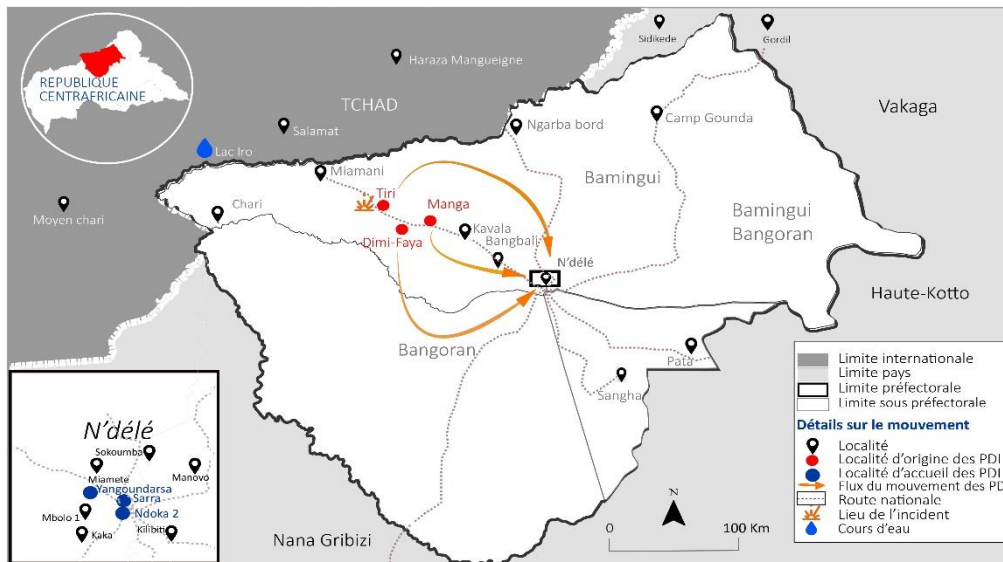 REPUBLIQUE
CENTRAFRICAINE
TCHAD
Haraza Mangueigne
Sidikede
Gordil
Vakaga
Salamat
Ngarba bord
Camp Gounda
Lac Iro
Miamani
Bamingui
Moyen chari
Chari
Tiri
Manga
Dimi-Faya
Kavala
Bangbali
Bamingui
Bangoran
N'délé
Haute-Kotto
Bangoran
Pata
Sangha
Nana Gribizi
N
0 100 Km
N'délé
Sokoumba
Miamete
Manovo
Yangoundarsa
Sarra
Mbolo 1
Ndoka 2
Kaka
Kilibiti
Limite internationale
Limite pays
Limite préfectorale
Limite sous préfectorale
Détails sur le mouvement
Localité
Localité d'origine des PDI
Localité d'accueil des PDI
Flux du mouvement des PD
Route nationale
Lieu de l'incident
Cours d'eau